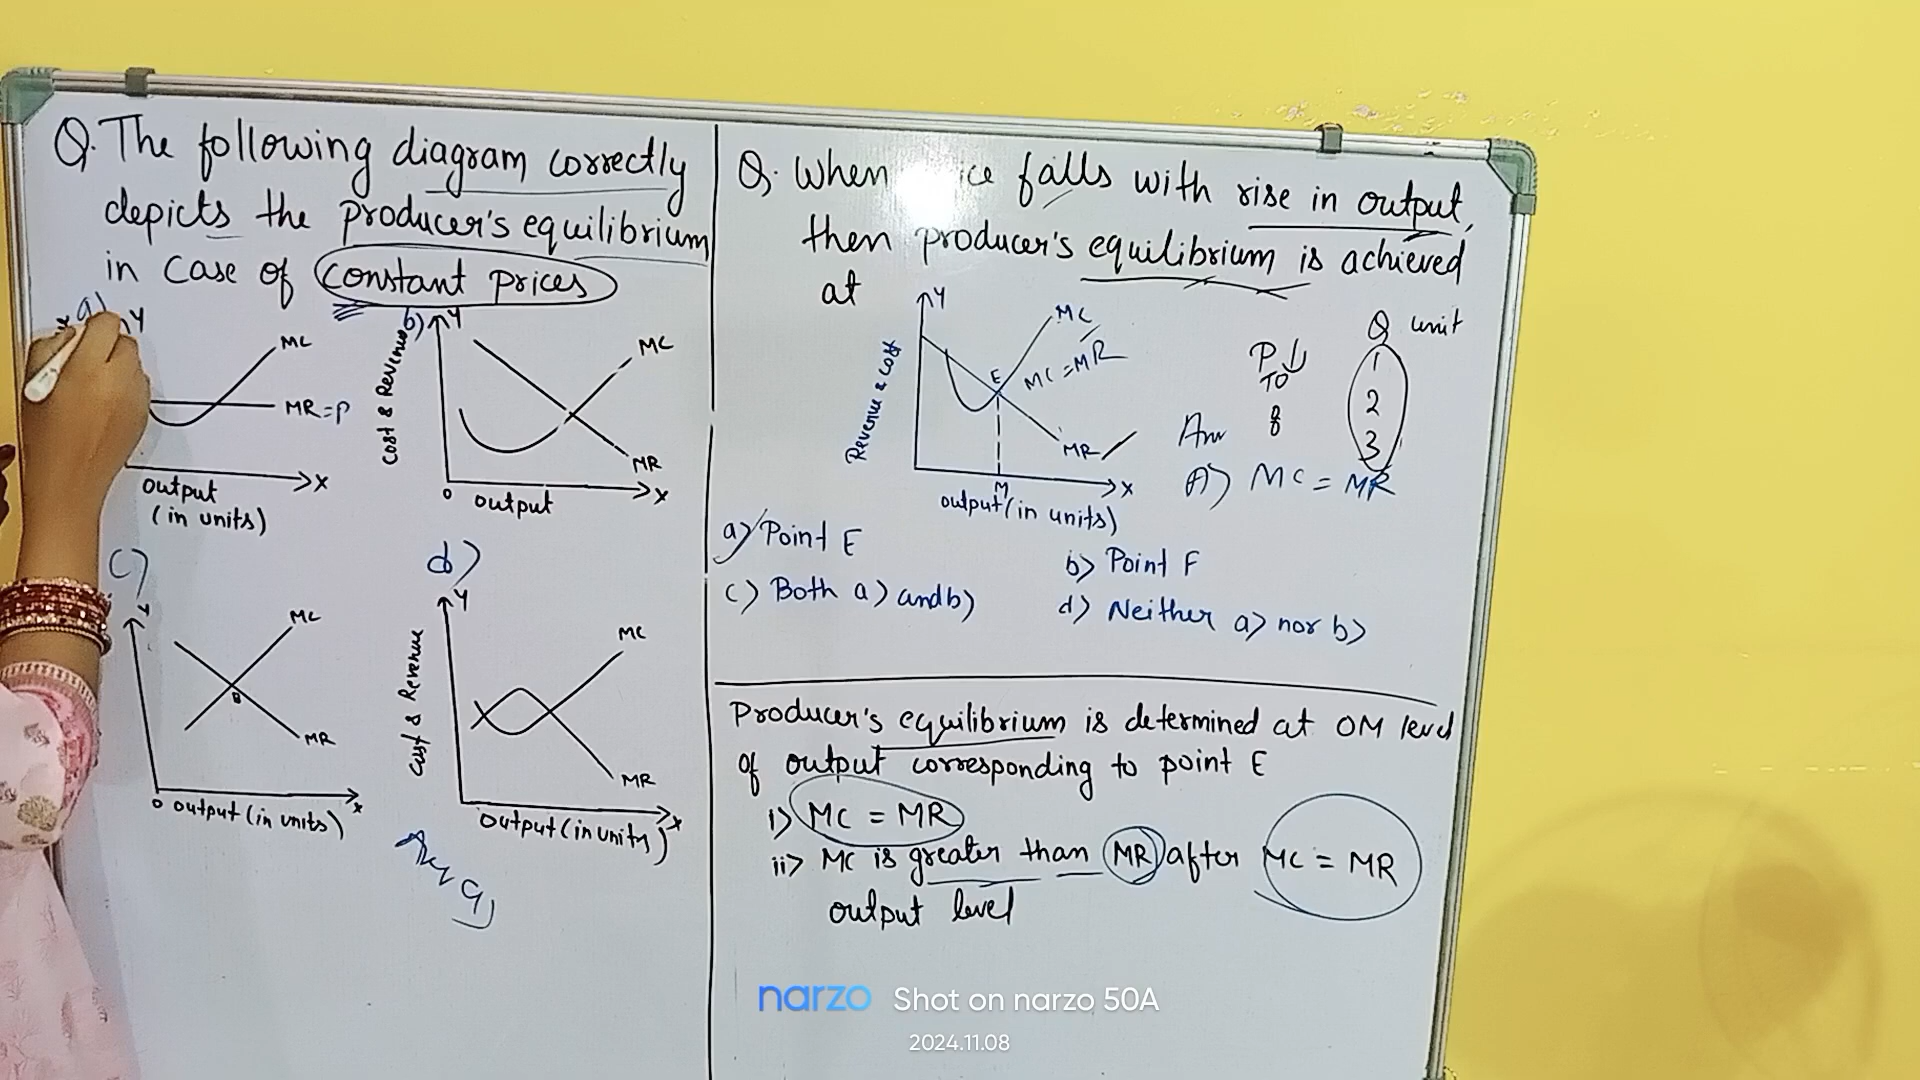 Q. The following diagram correctly
depicts the producer's equilibrium
in case of constant prices
a)
Y
MC
MR=P
X
output
(in units)
b)
Y
Cost & Revenue
MC
MR
O
output
X
c)
Y
MC
B
MR
O
output (in units)
X
d)
Y
Cost & Revenue
MC
MR
output (in units)
X
Ans a)
Q. When falls with rise in output,
then producer's equilibrium is achieved
at
Y
Revenue & Cost
MC
MC = MR
E
MR
M
X
output (in units)
P↓
10
8
Q unit
1
2
3
Ans
A) MC = MR
a) Point E
b) Point F
c) Both a) and b)
d) Neither a) nor b)
Producer's equilibrium is determined at OM level
of output corresponding to point E
i) MC = MR
ii) MC is greater than MR after MC = MR
output level
narzo Shot on narzo 50A
2024.11.08